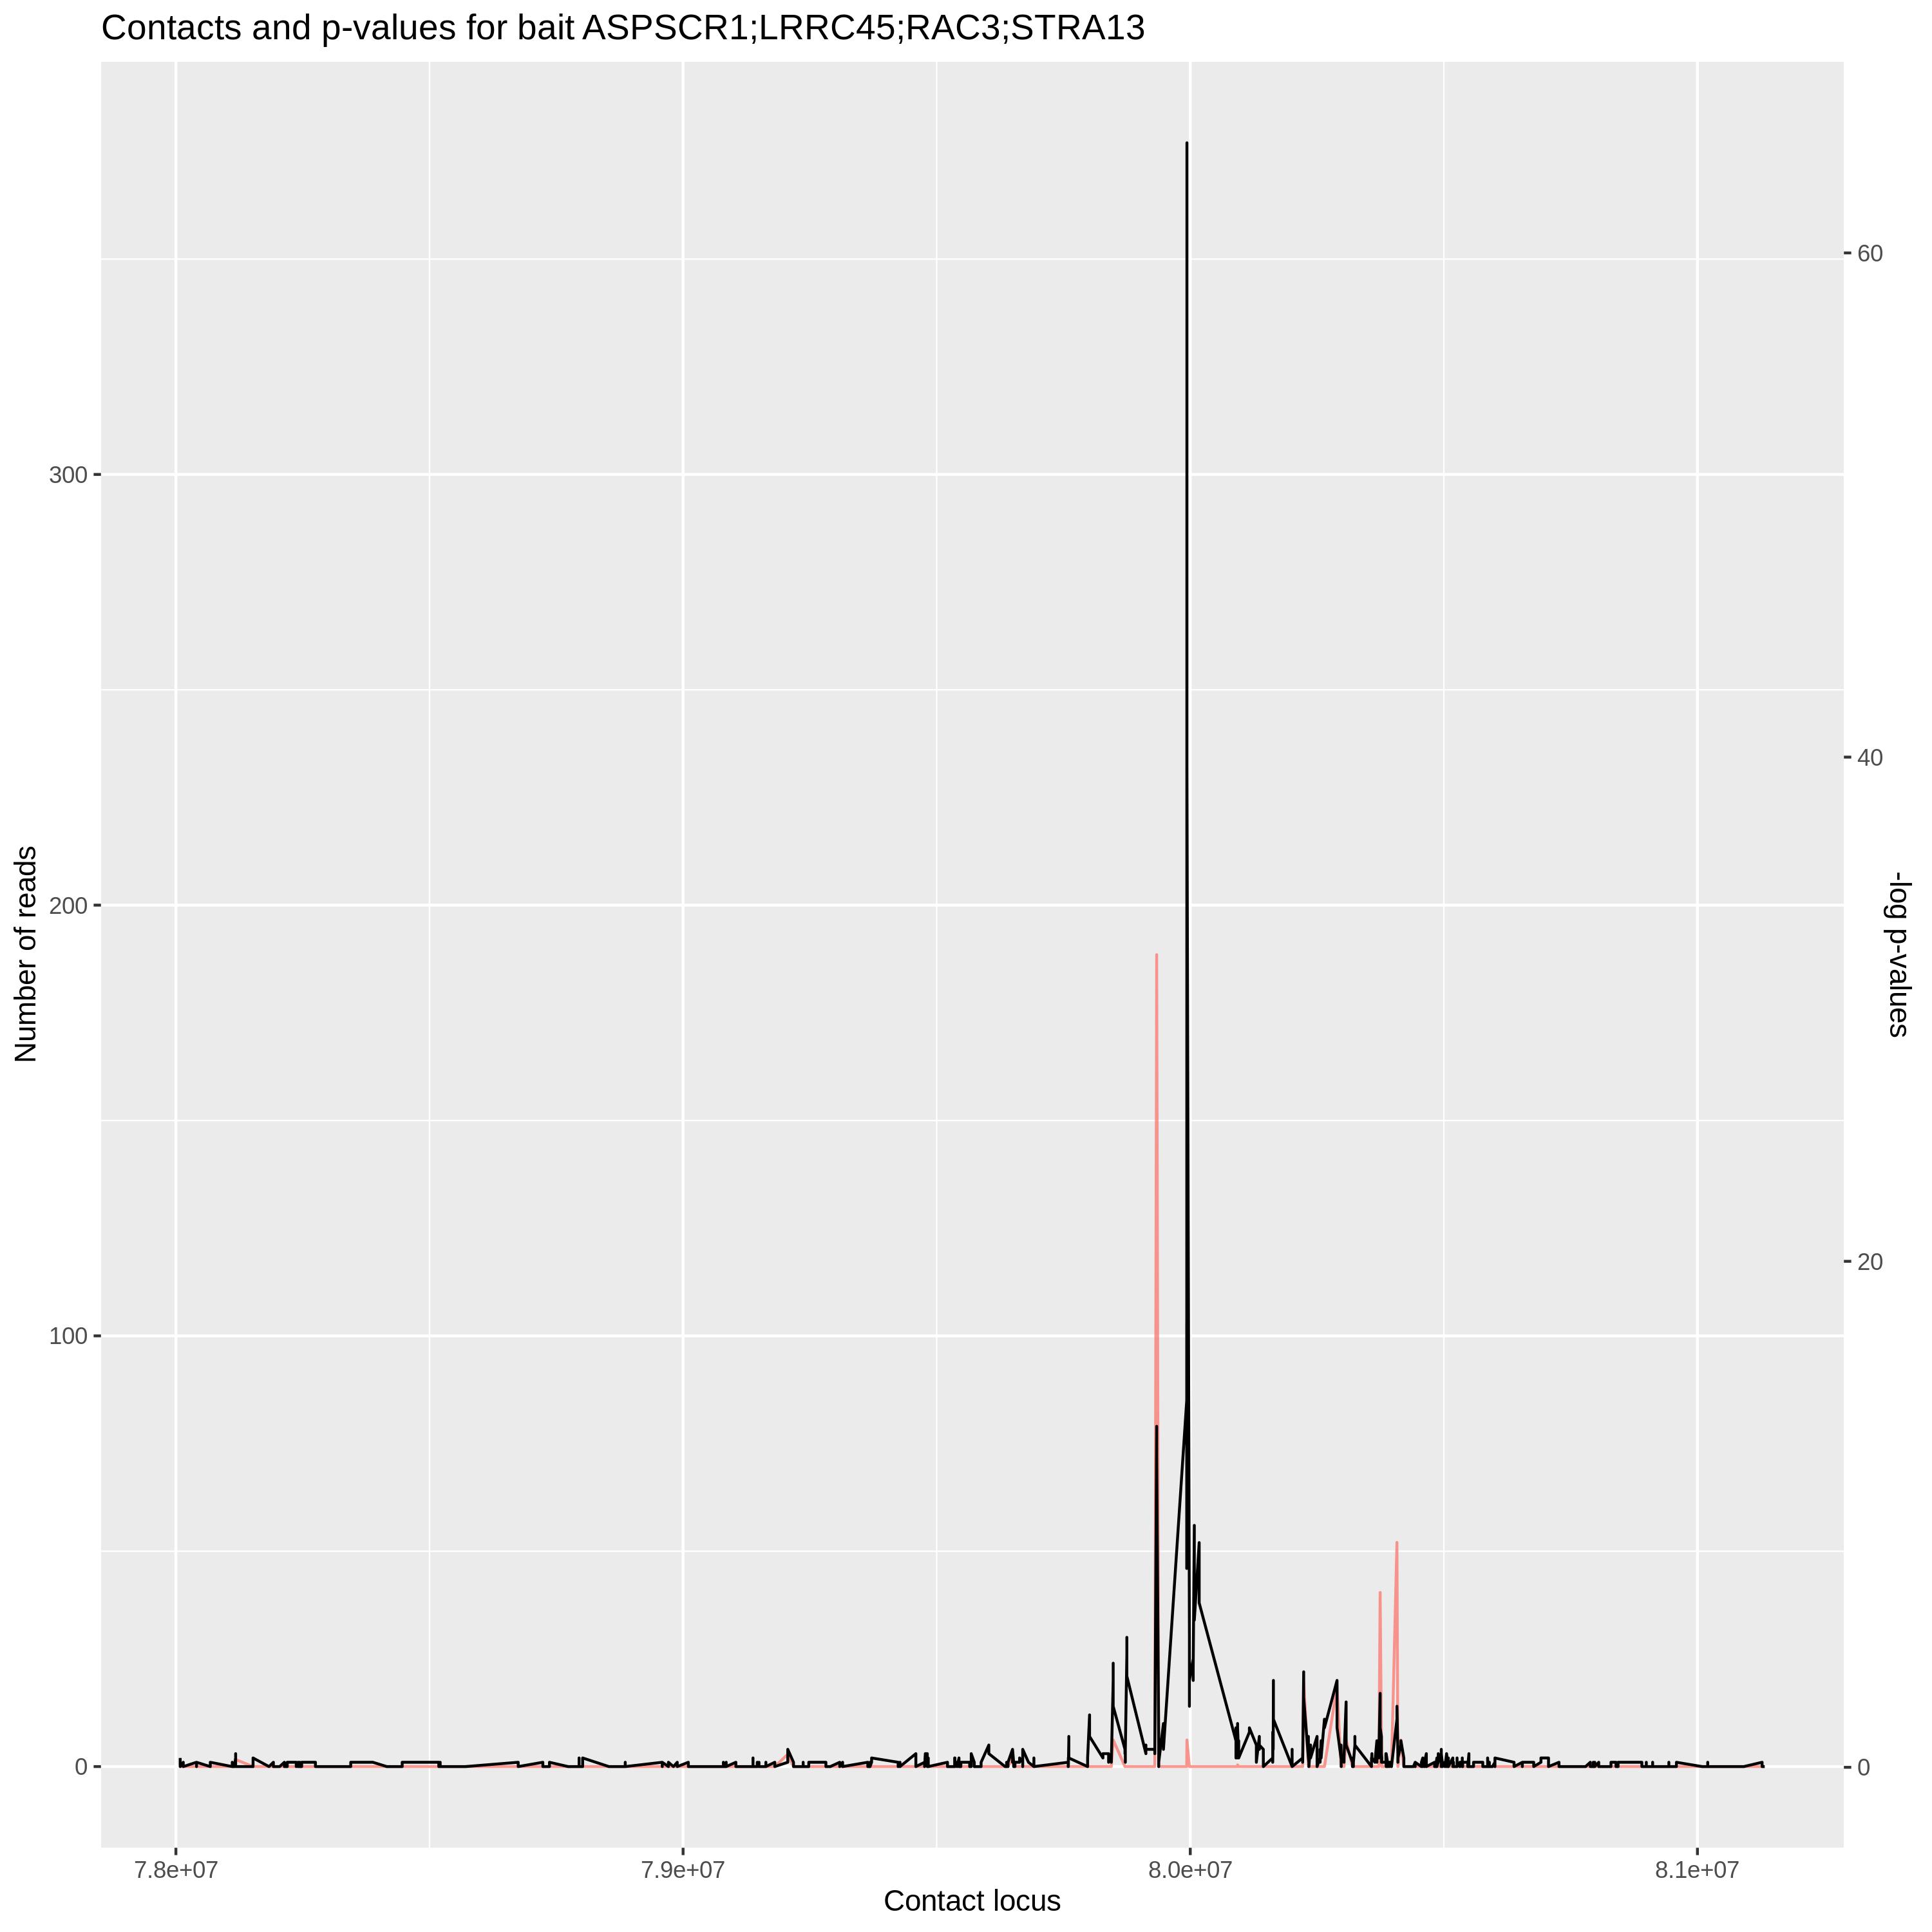 Contacts and p-values for bait ASPSCR1;LRRC45;RAC3;STRA13
Number of reads
300
200
100
0
60
40
20
0
-log p-values
7.8e+07
7.9e+07
8.0e+07
8.1e+07
Contact locus